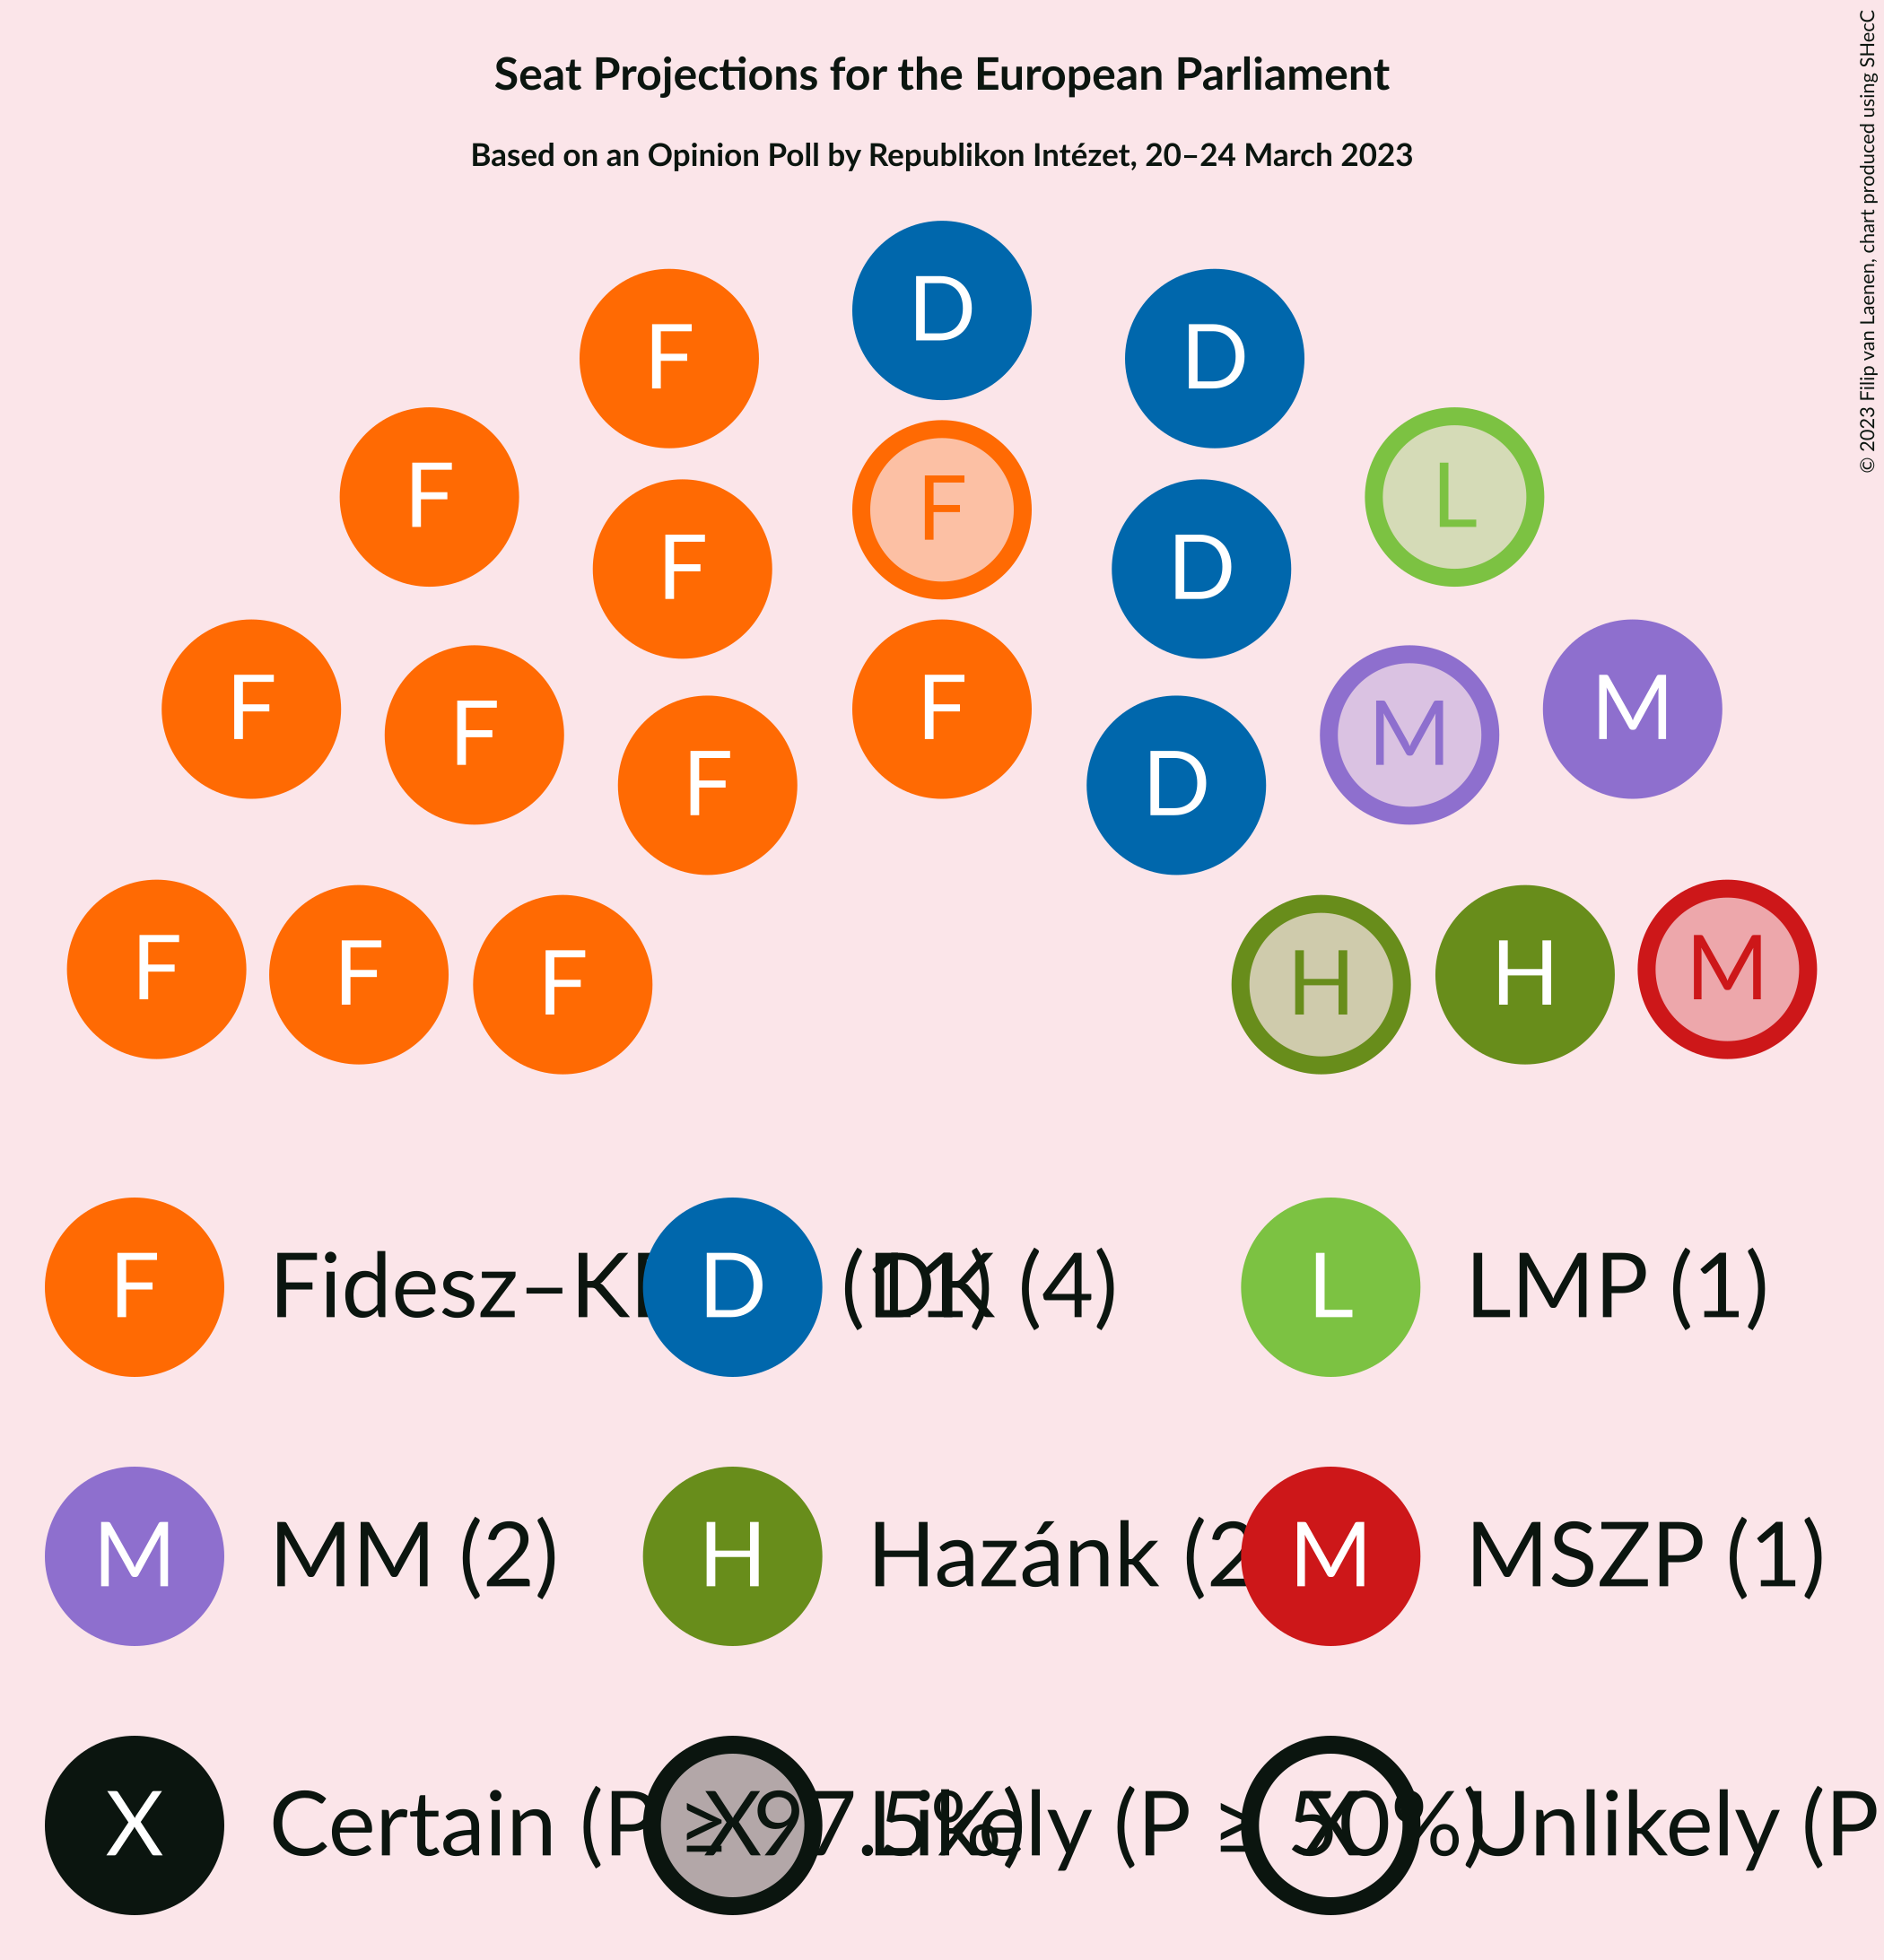 Seat Projections for the European Parliament
Based on an Opinion Poll by Republikon Intézet, 20–24 March 2023
© 2023 Filip van Laenen, chart produced using SHecC
D
F D
F F L
F D
F F M M
F D
F F
F H H M
F F
F Fidesz–K (11) D DK (4) L LMP (1)
M MM (2) H Hazánk (2 M MSZP (1)
X Certain (P ≥ 97.5%) X Likely (P ≥ 50%) X Unlikely (P